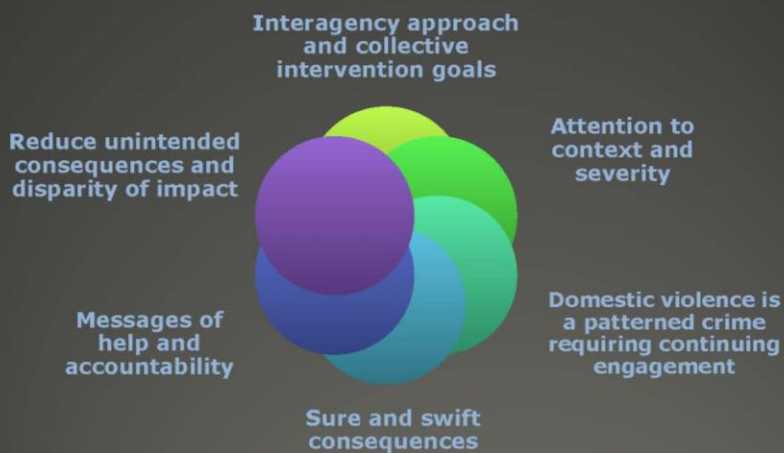 Interagency approach
and collective
intervention goals
Attention to
context and
severity
Domestic violence is
a patterned crime
requiring continuing
engagement
Sure and swift
consequences
Messages of
help and
accountability
Reduce unintended
consequences and
disparity of impact